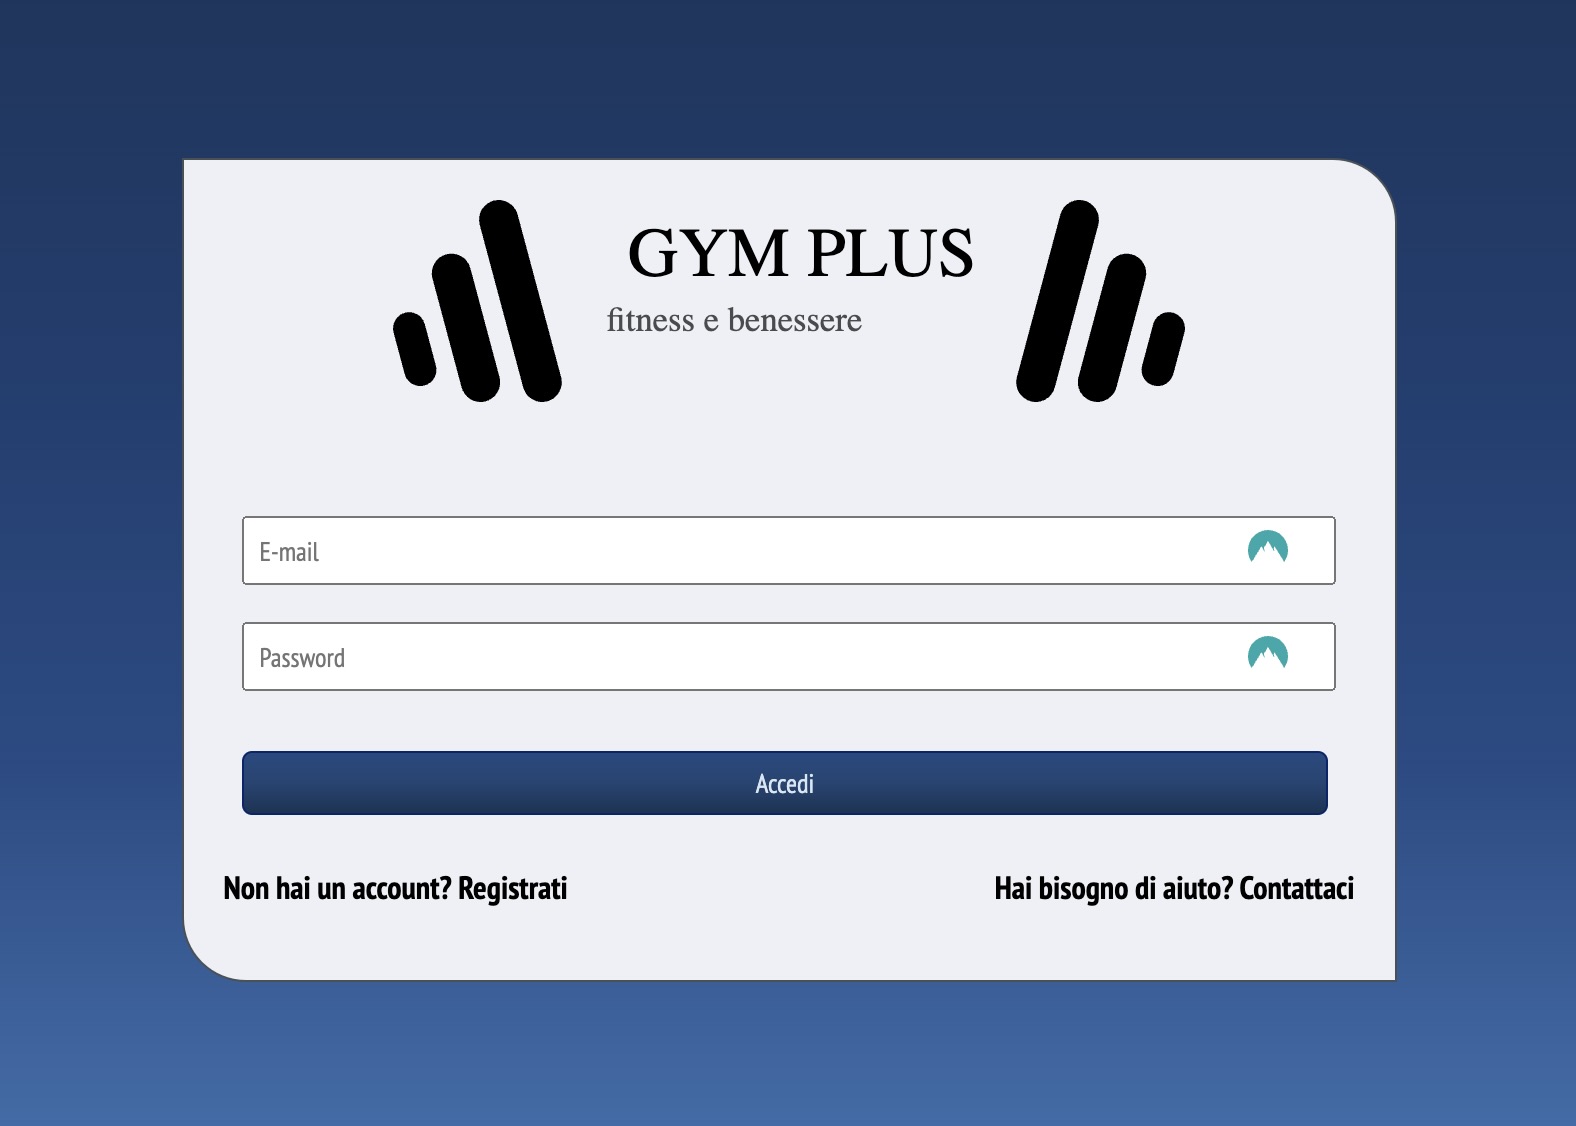 GYM PLUS
fitness e benessere
E-mail
Password
Accedi
Non hai un account? Registrati
Hai bisogno di aiuto? Contattaci